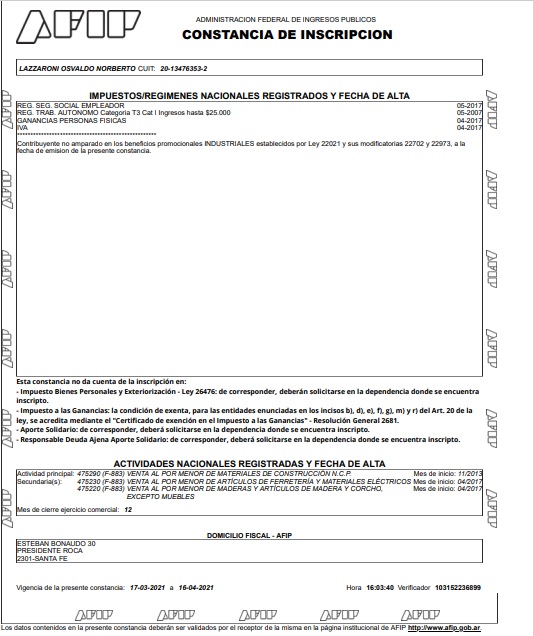 AFIP
ADMINISTRACION FEDERAL DE INGRESOS PUBLICOS
CONSTANCIA DE INSCRIPCION
LAZZARONI OSVALDO NORBERTO CUIT: 20-13476353-2
IMPUESTOS/REGIMENES NACIONALES REGISTRADOS Y FECHA DE ALTA
REG. SEG. SOCIAL EMPLEADOR 05-2017
REG. TRAB. AUTONOMO Categoria T3 Cat I Ingresos hasta $25.000 05-2007
GANANCIAS PERSONAS FISICAS 04-2017
IVA 04-2017
Contribuyente no amparado en los beneficios promocionales INDUSTRIALES establecidos por Ley 22021 y sus modificatorias 22702 y 22973, a la
fecha de emision de la presente constancia.
Esta constancia no da cuenta de la inscripción en:
- Impuesto Bienes Personales y Exteriorización - Ley 26476: de corresponder, deberán solicitarse en la dependencia donde se encuentra
inscripto.
- Impuesto a las Ganancias: la condición de exenta, para las entidades enunciadas en los incisos b), d), e), f), g), m) y r) del Art. 20 de la
ley, se acredita mediante el "Certificado de exención en el Impuesto a las Ganancias" - Resolución General 2681.
- Aporte Solidario: de corresponder, deberá solicitarse en la dependencia donde se encuentra inscripto.
- Responsable Deuda Ajena Aporte Solidario: de corresponder, deberá solicitarse en la dependencia donde se encuentra inscripto.
ACTIVIDADES NACIONALES REGISTRADAS Y FECHA DE ALTA
Actividad principal: 475290 (F-883) VENTA AL POR MENOR DE MATERIALES DE CONSTRUCCIÓN N.C.P. Mes de inicio: 11/2013
Secundaria(s): 475230 (F-883) VENTA AL POR MENOR DE ARTÍCULOS DE FERRETERÍA Y MATERIALES ELÉCTRICOS Mes de inicio: 04/2017
475220 (F-883) VENTA AL POR MENOR DE MADERAS Y ARTÍCULOS DE MADERA Y CORCHO, Mes de inicio: 04/2017
EXCEPTO MUEBLES
Mes de cierre ejercicio comercial: 12
DOMICILIO FISCAL - AFIP
ESTEBAN BONAUDO 30
PRESIDENTE ROCA
2301-SANTA FE
Vigencia de la presente constancia: 17-03-2021 a 16-04-2021 Hora 16:03:40 Verificador 103152236899
AFIP AFIP AFIP AFIP
Los datos contenidos en la presente constancia deberán ser validados por el receptor de la misma en la página institucional de AFIP http://www.afip.gob.ar.